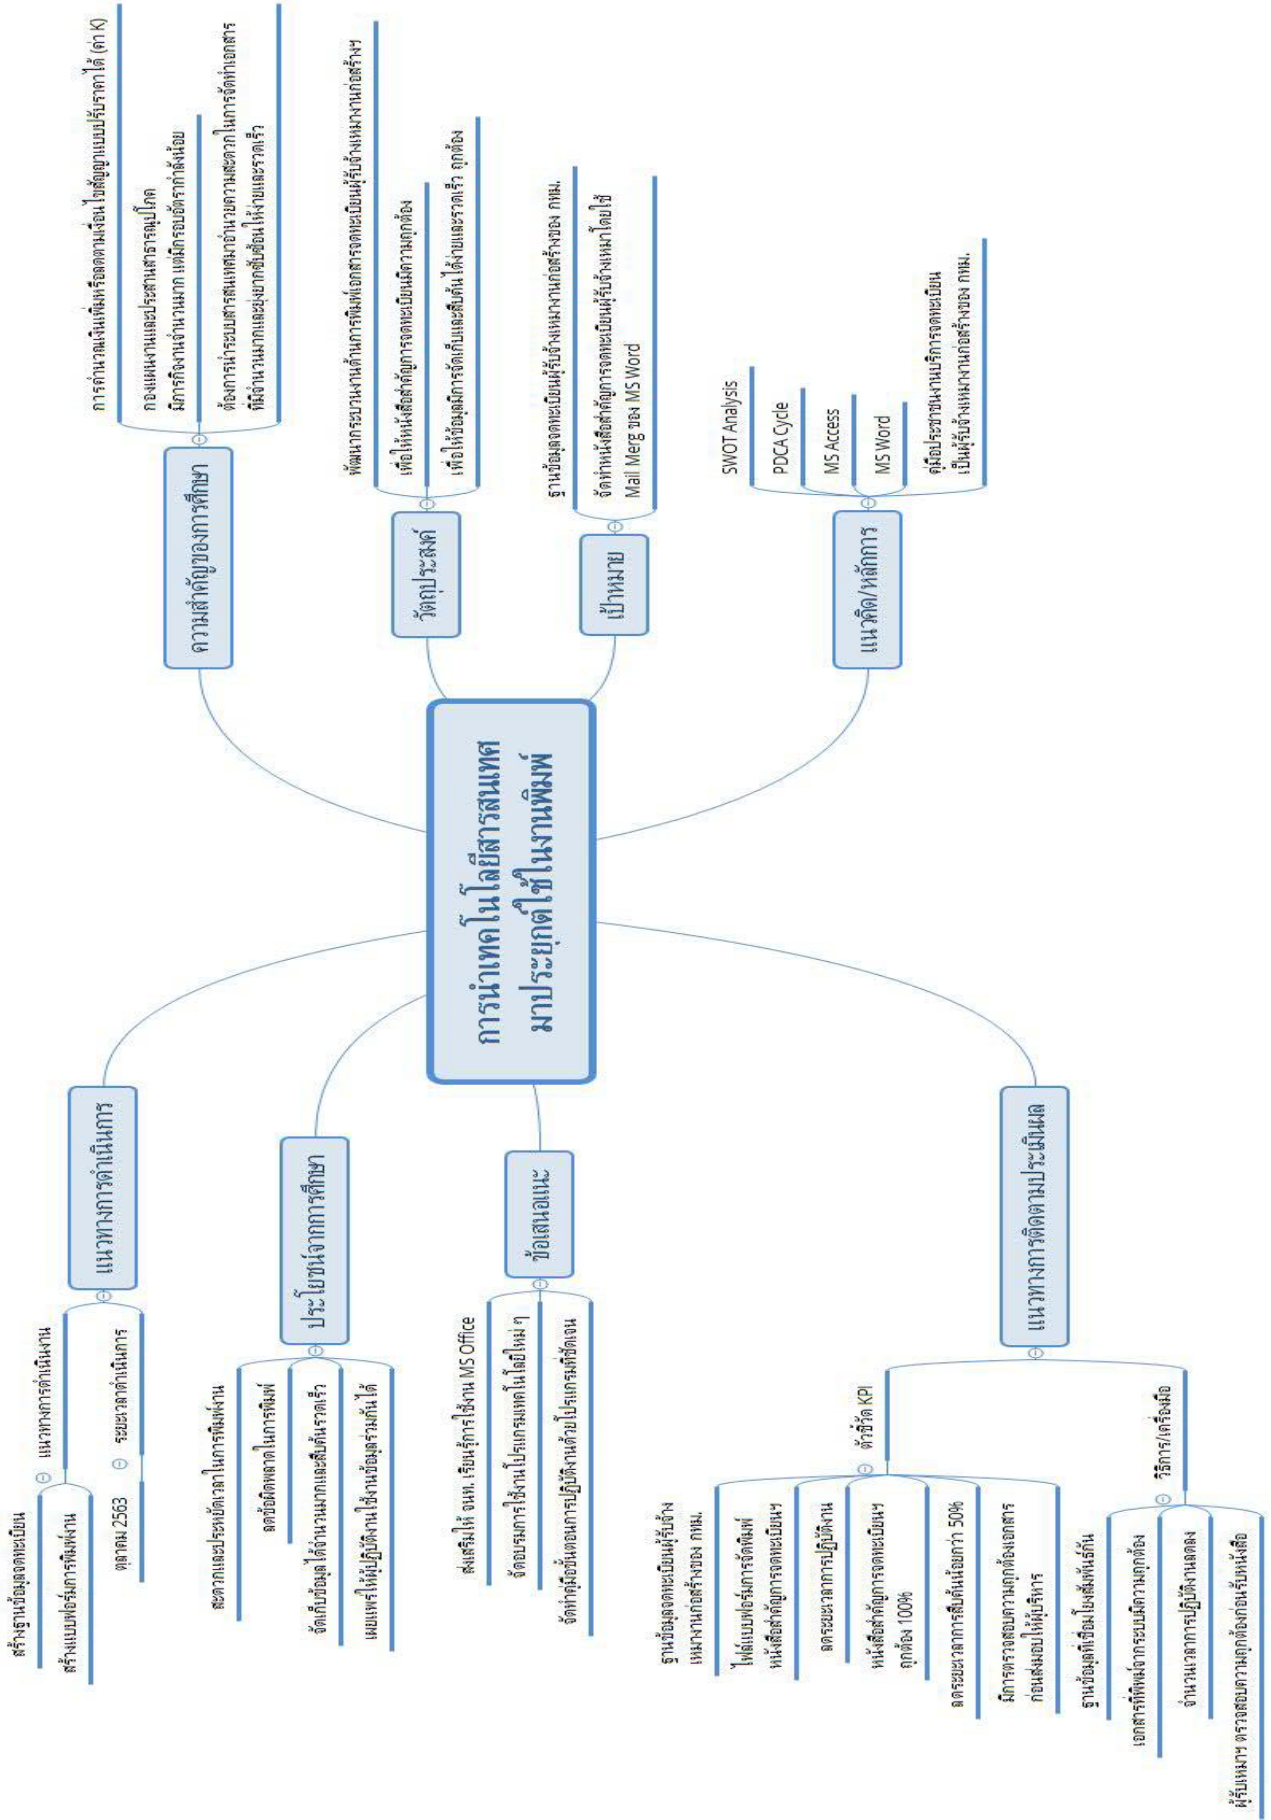 การนำเทคโนโลยีสารสนเทศ
มาประยุกต์ใช้ในงานพิมพ์
ความสำคัญของการศึกษา
การคำนวณเงินเพิ่มหรือลดตามเงื่อนไขสัญญาแบบปรับราคาได้ (ค่า K)
กองแผนงานและประสานสาธารณูปโภค
มีภารกิจงานจำนวนมาก แต่มีกรอบอัตรากำลังน้อย
ต้องการนำระบบสารสนเทศมาอำนวยความสะดวกในการจัดทำเอกสาร
ที่มีจำนวนมากและยุ่งยากซับซ้อนให้ง่ายและรวดเร็ว
วัตถุประสงค์
พัฒนากระบวนงานด้านการพิมพ์เอกสารจดทะเบียนผู้รับจ้างเหมางานก่อสร้างฯ
เพื่อให้หนังสือสำคัญการจดทะเบียนมีความถูกต้อง
เพื่อให้ข้อมูลมีการจัดเก็บและสืบค้นได้ง่ายและรวดเร็ว ถูกต้อง
เป้าหมาย
ฐานข้อมูลจดทะเบียนผู้รับจ้างเหมางานก่อสร้างของ กทม.
จัดทำหนังสือสำคัญการจดทะเบียนผู้รับจ้างเหมาโดยใช้
Mail Merg ของ MS Word
แนวคิด/หลักการ
SWOT Analysis
PDCA Cycle
MS Access
MS Word
คู่มือประชาชนงานบริการจดทะเบียน
เป็นผู้รับจ้างเหมางานก่อสร้างของ กทม.
แนวทางการดำเนินการ
แนวทางการดำเนินงาน
สร้างฐานข้อมูลจดทะเบียน
สร้างแบบฟอร์มการพิมพ์งาน
ระยะเวลาดำเนินการ
ตุลาคม 2563
ประโยชน์จากการศึกษา
สะดวกและประหยัดเวลาในการพิมพ์งาน
ลดข้อผิดพลาดในการพิมพ์
จัดเก็บข้อมูลได้จำนวนมากและสืบค้นรวดเร็ว
เผยแพร่ให้ผู้ปฏิบัติงานใช้งานข้อมูลร่วมกันได้
ข้อเสนอแนะ
ส่งเสริมให้ จนท. เรียนรู้การใช้งาน MS Office
จัดอบรมการใช้งานโปรแกรมเทคโนโลยีใหม่ ๆ
จัดทำคู่มือขั้นตอนการปฏิบัติงานด้วยโปรแกรมที่ชัดเจน
แนวทางการติดตามประเมินผล
ตัวชี้วัด KPI
ฐานข้อมูลจดทะเบียนผู้รับจ้าง
เหมางานก่อสร้างของ กทม.
ไฟล์แบบฟอร์มการจัดพิมพ์
หนังสือสำคัญการจดทะเบียนฯ
ลดระยะเวลาการปฏิบัติงาน
หนังสือสำคัญการจดทะเบียนฯ
ถูกต้อง 100%
ลดระยะเวลาการสืบค้นน้อยกว่า 50%
มีการตรวจสอบความถูกต้องเอกสาร
ก่อนส่งมอบให้ผู้บริหาร
วิธีการ/เครื่องมือ
ฐานข้อมูลที่เชื่อมโยงสัมพันธ์กัน
เอกสารที่พิมพ์จากระบบมีความถูกต้อง
จำนวนเวลาการปฏิบัติงานลดลง
ผู้รับเหมาฯ ตรวจสอบความถูกต้องก่อนรับหนังสือ